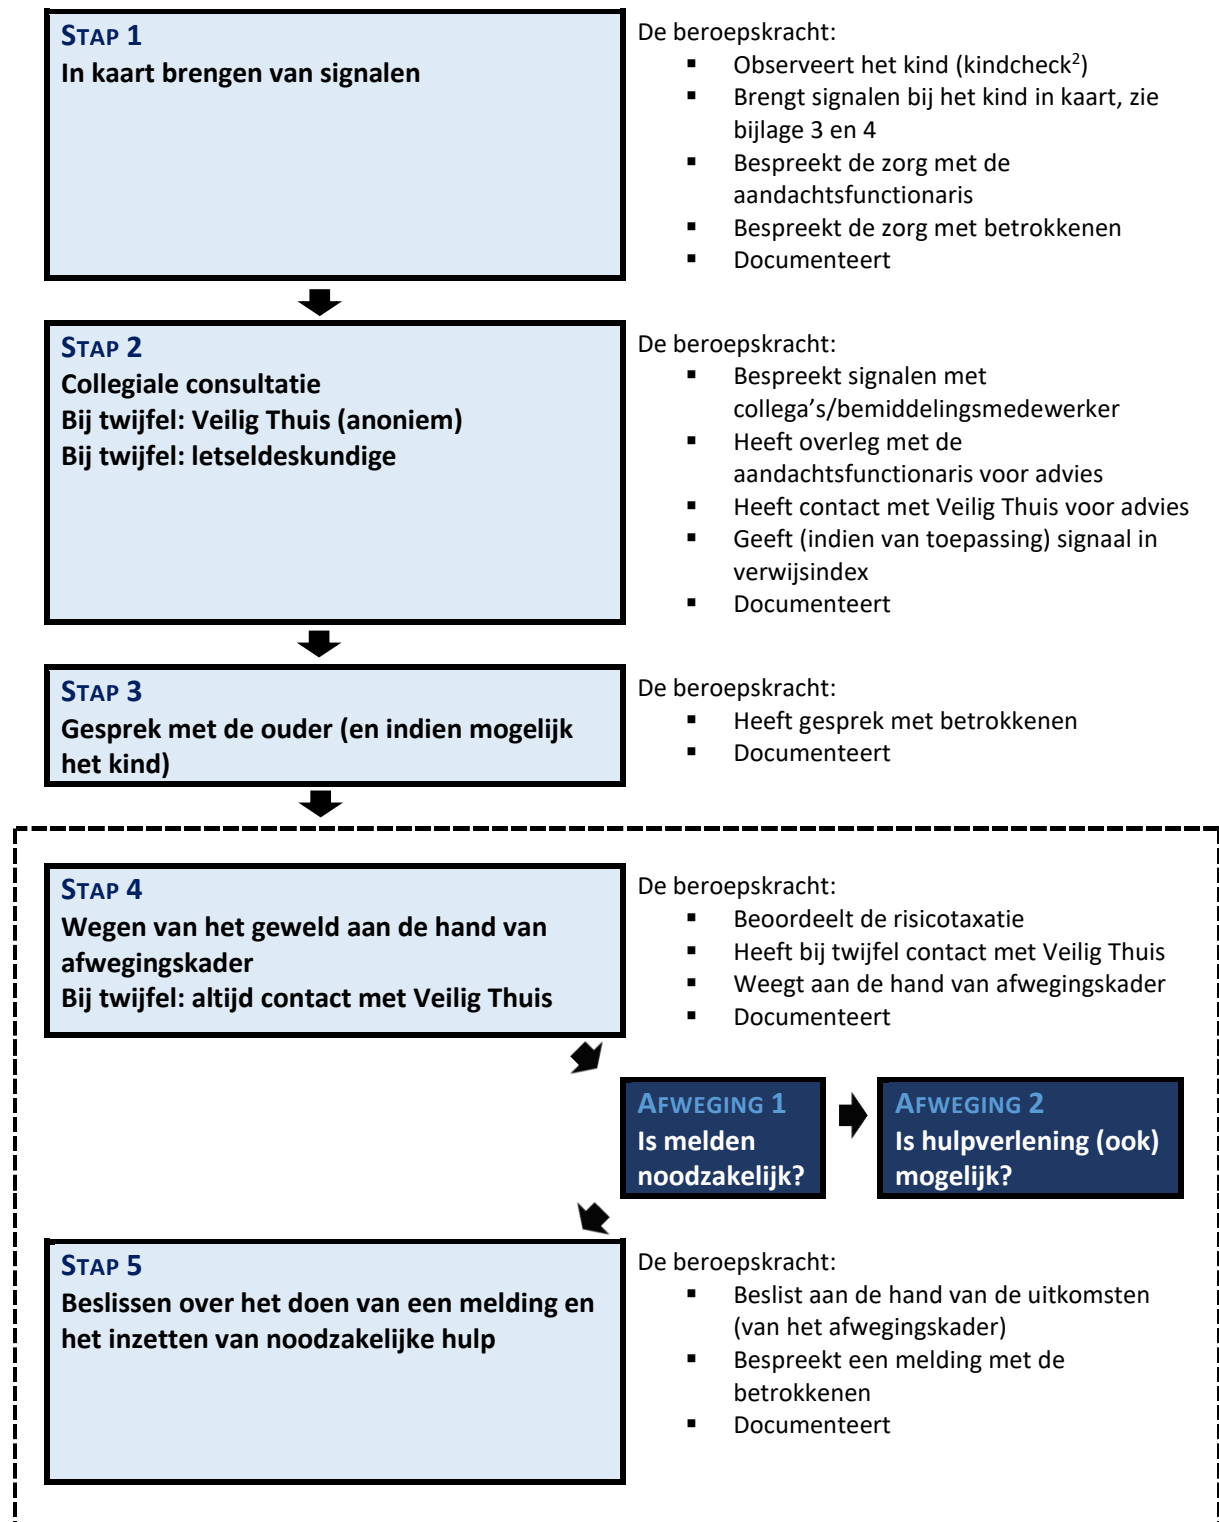 STAP 1
In kaart brengen van signalen
De beroepskracht:
▪ Observeert het kind (kindcheck²)
▪ Brengt signalen bij het kind in kaart, zie
bijlage 3 en 4
▪ Bespreekt de zorg met de
aandachtsfunctionaris
▪ Bespreekt de zorg met betrokkenen
▪ Documenteert
STAP 2
Collegiale consultatie
Bij twijfel: Veilig Thuis (anoniem)
Bij twijfel: letseldeskundige
De beroepskracht:
▪ Bespreekt signalen met
collega’s/bemiddelingsmedewerker
▪ Heeft overleg met de
aandachtsfunctionaris voor advies
▪ Heeft contact met Veilig Thuis voor advies
▪ Geeft (indien van toepassing) signaal in
verwijsindex
▪ Documenteert
STAP 3
Gesprek met de ouder (en indien mogelijk
het kind)
De beroepskracht:
▪ Heeft gesprek met betrokkenen
▪ Documenteert
STAP 4
Wegen van het geweld aan de hand van
afwegingskader
Bij twijfel: altijd contact met Veilig Thuis
De beroepskracht:
▪ Beoordeelt de risicotaxatie
▪ Heeft bij twijfel contact met Veilig Thuis
▪ Weegt aan de hand van afwegingskader
▪ Documenteert
AFWEGING 1
Is melden
noodzakelijk?
AFWEGING 2
Is hulpverlening (ook)
mogelijk?
STAP 5
Beslissen over het doen van een melding en
het inzetten van noodzakelijke hulp
De beroepskracht:
▪ Beslist aan de hand van de uitkomsten
(van het afwegingskader)
▪ Bespreekt een melding met de
betrokkenen
▪ Documenteert